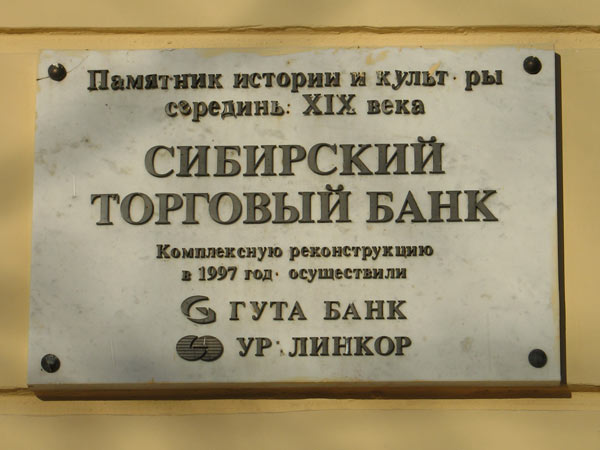 Памятник истории и культ ры
серединь: XIX века
СИБИРСКИЙ
ТОРГОВЫЙ БАНК
Комплексную реконструкцию
в 1997 год осуществили
ГУТА БАНК
УР ЛИНКОР